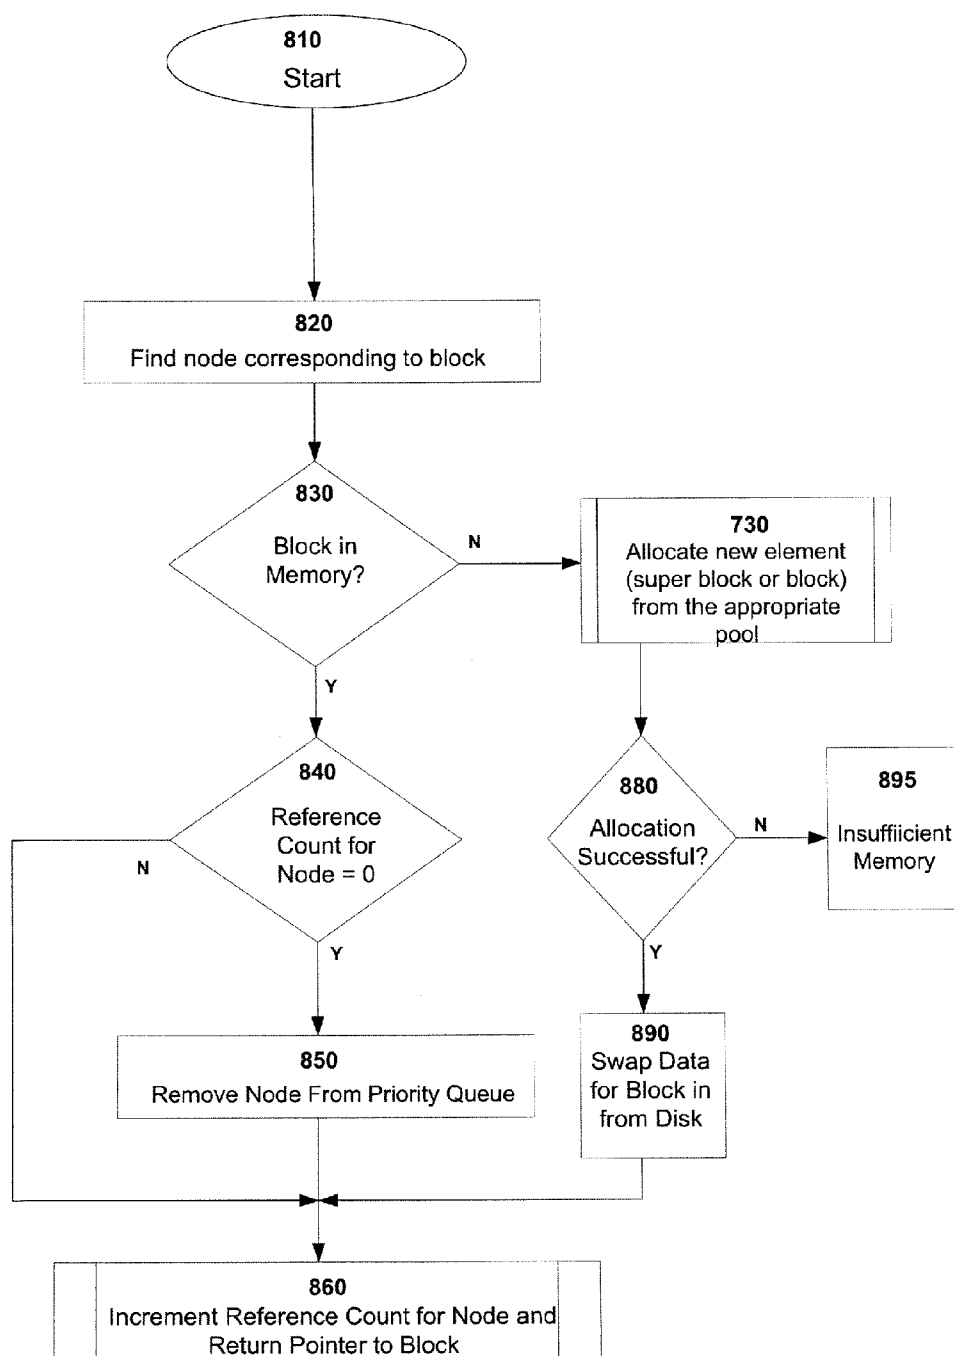 810
Start
820
Find node corresponding to block
830
Block in
Memory?
N
Y
730
Allocate new element
(super block or block)
from the appropriate
pool
840
Reference
Count for
Node = 0
N
Y
880
Allocation
Successful?
N
Y
895
Insuffiicient
Memory
850
Remove Node From Priority Queue
890
Swap Data
for Block in
from Disk
860
Increment Reference Count for Node and
Return Pointer to Block